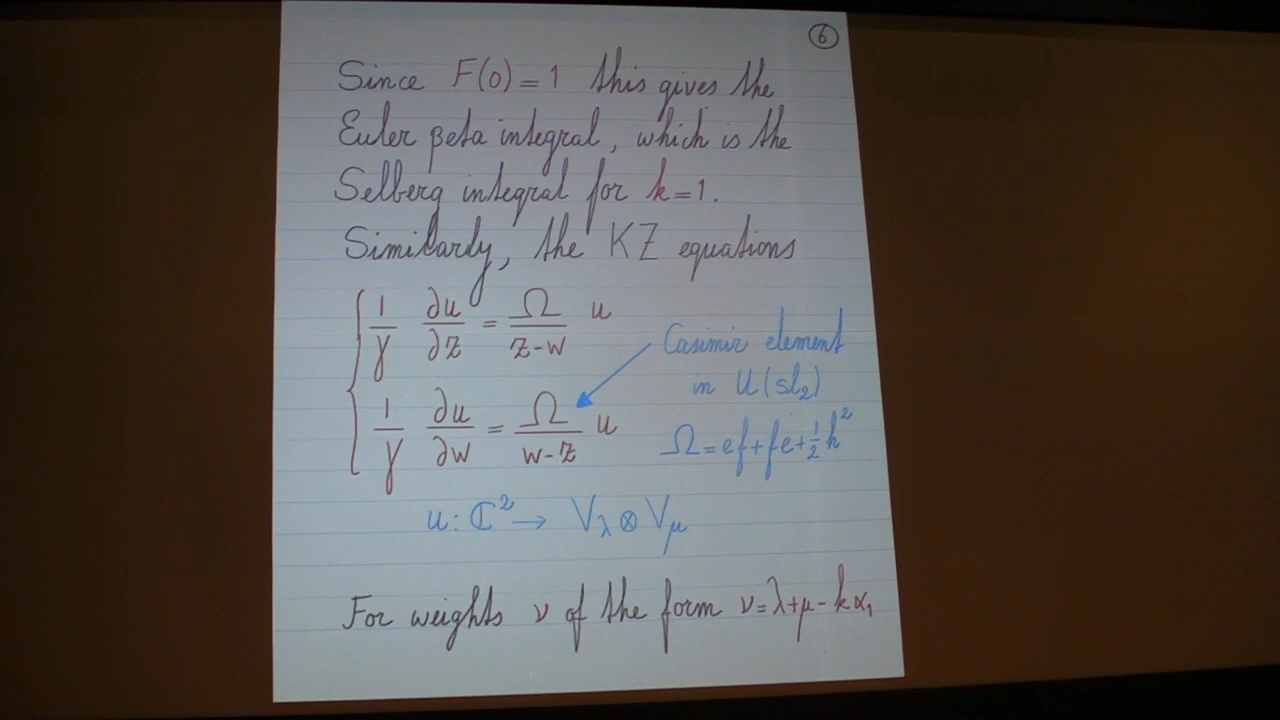 6
Since F(0) = 1 this gives the
Euler beta integral, which is the
Selberg integral for k=1.
Similarly, the KZ equations
1/γ ∂u/∂z = Ω/(z-w) u
Casimir element
in U(sl₂)
1/γ ∂u/∂w = Ω/(w-z) u
Ω=ef+fe+½h²
u: ℂ² → V_λ ⊗ V_μ
For weights ν of the form ν=λ+μ-kα₁